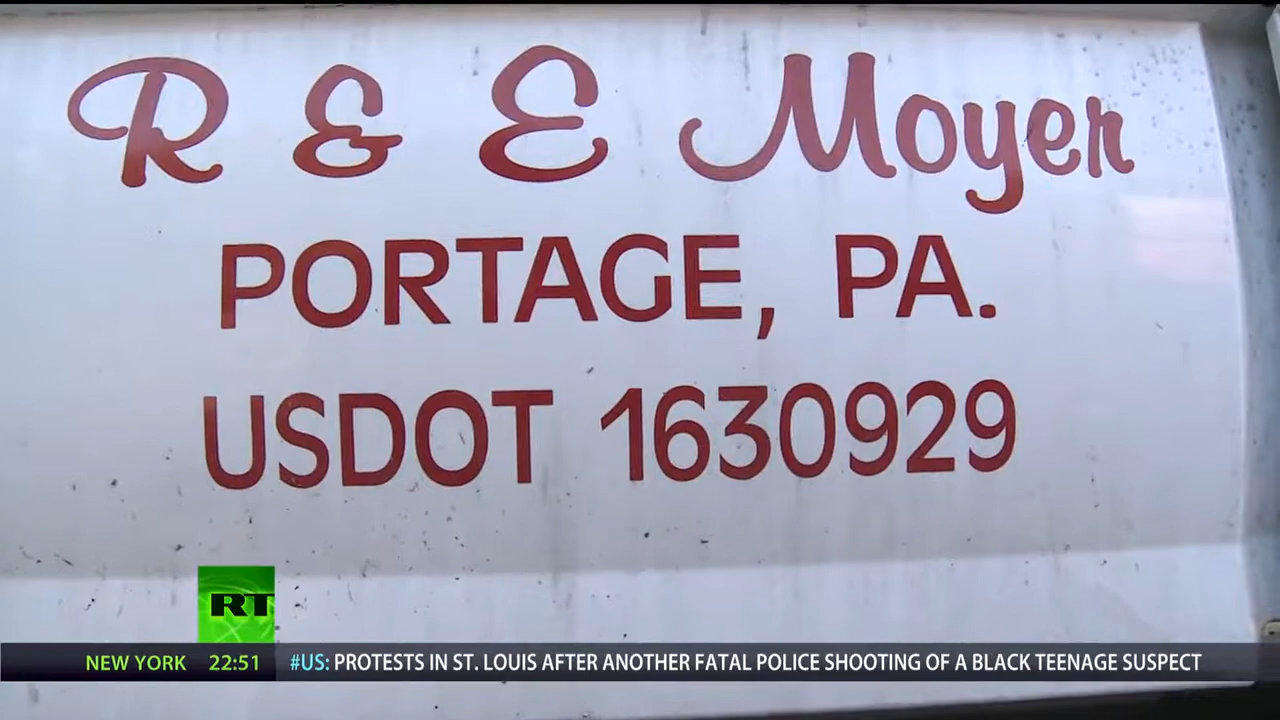 R & E Moyer
PORTAGE, PA.
USDOT 1630929
RT
NEW YORK 22:51 #US: PROTESTS IN ST. LOUIS AFTER ANOTHER FATAL POLICE SHOOTING OF A BLACK TEENAGE SUSPECT